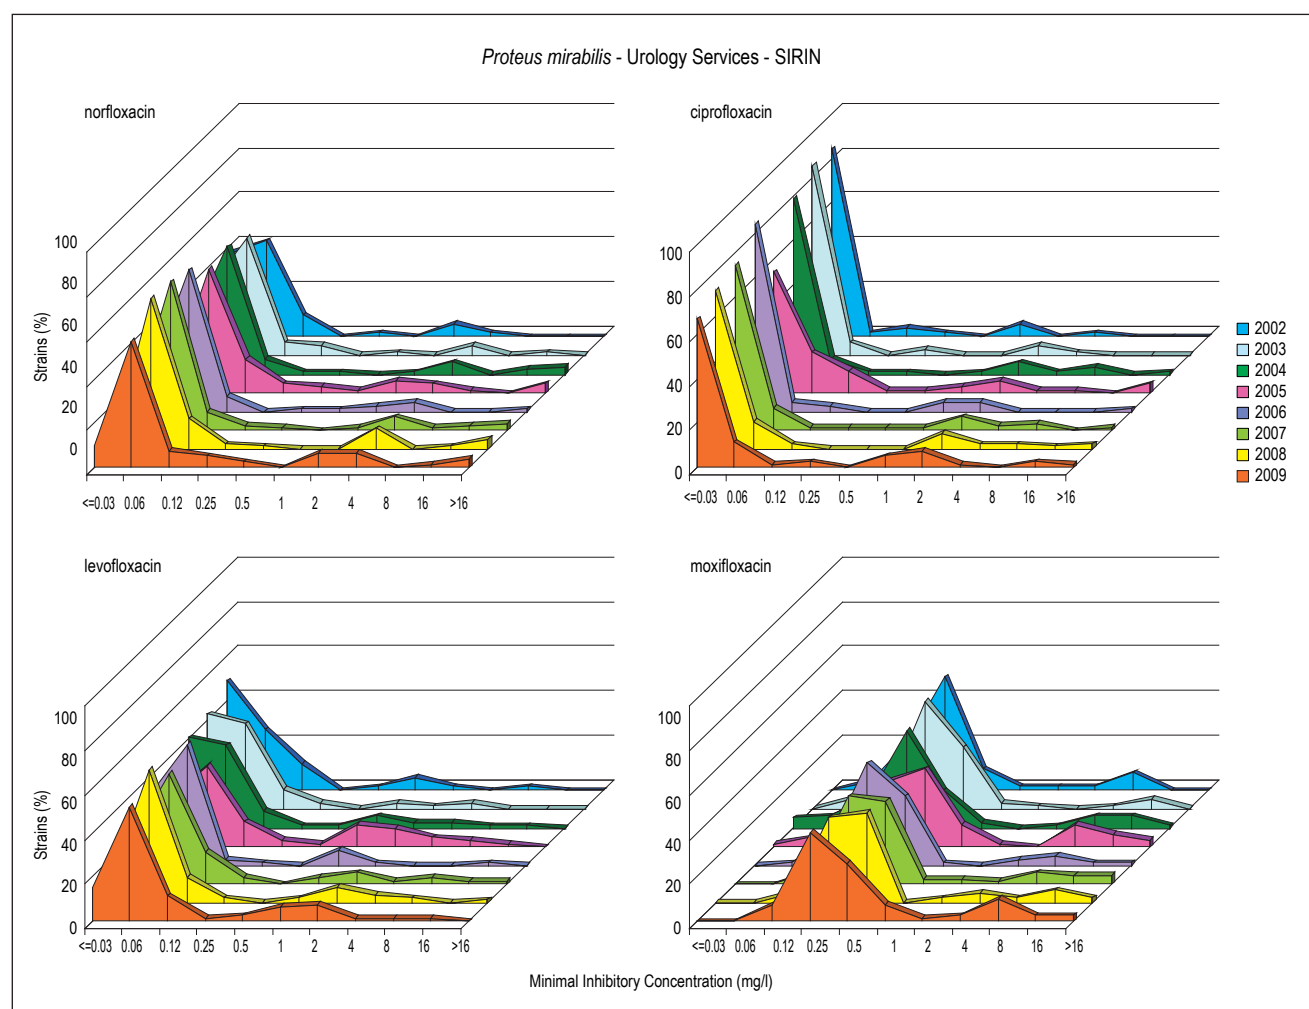 Proteus mirabilis - Urology Services - SIRIN
norfloxacin
ciprofloxacin
Strains (%)
100
80
60
40
20
0
<=0.03 0.06 0.12 0.25 0.5 1 2 4 8 16 >16
100
80
60
40
20
0
<=0.03 0.06 0.12 0.25 0.5 1 2 4 8 16 >16
2002
2003
2004
2005
2006
2007
2008
2009
levofloxacin
moxifloxacin
Strains (%)
100
80
60
40
20
0
<=0.03 0.06 0.12 0.25 0.5 1 2 4 8 16 >16
100
80
60
40
20
0
<=0.03 0.06 0.12 0.25 0.5 1 2 4 8 16 >16
Minimal Inhibitory Concentration (mg/l)